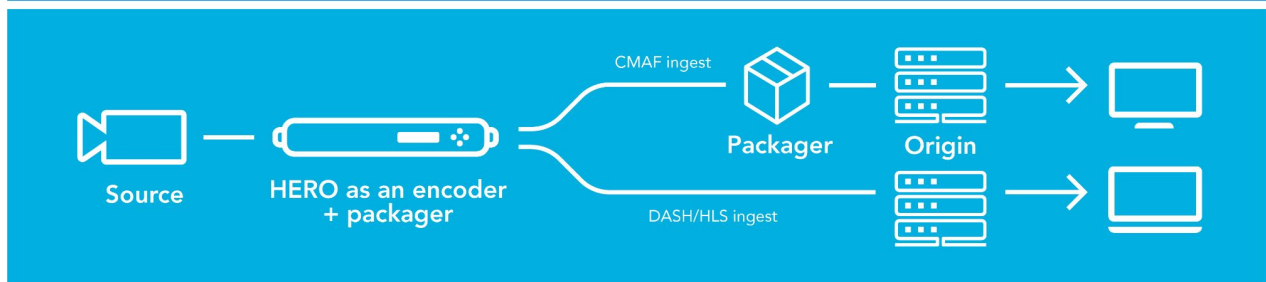 CMAF ingest
Packager
Origin
Source
HERO as an encoder
+ packager
DASH/HLS ingest